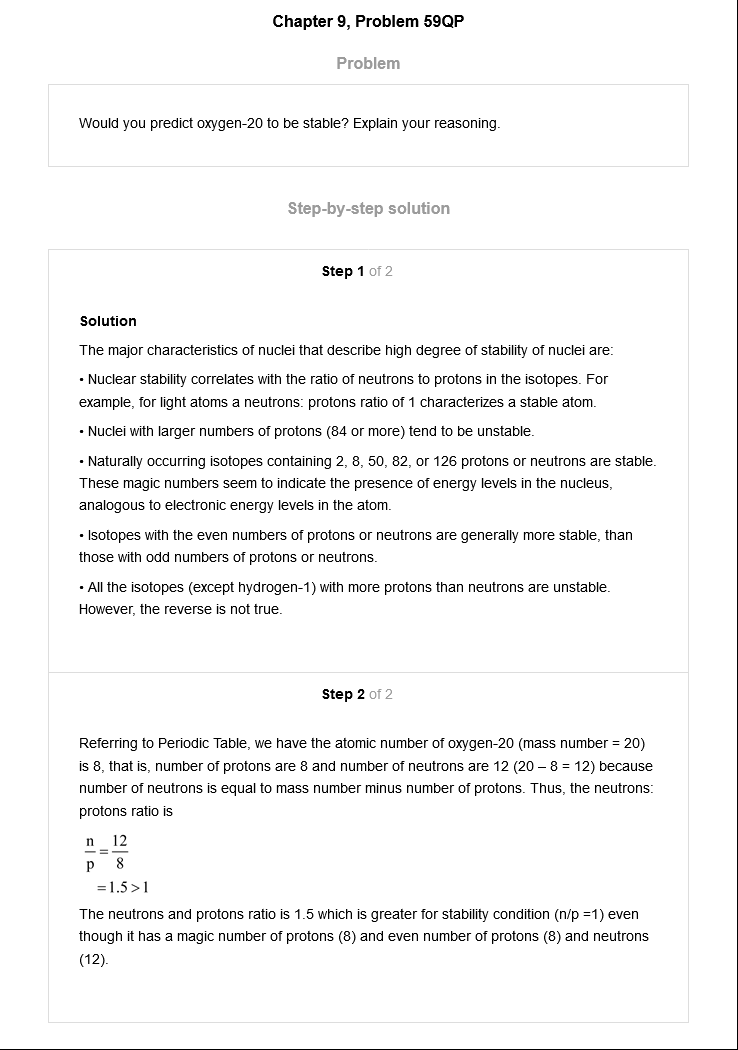 Chapter 9, Problem 59QP
Problem
Would you predict oxygen-20 to be stable? Explain your reasoning.
Step-by-step solution
Step 1 of 2
Solution
The major characteristics of nuclei that describe high degree of stability of nuclei are:
• Nuclear stability correlates with the ratio of neutrons to protons in the isotopes. For
example, for light atoms a neutrons: protons ratio of 1 characterizes a stable atom.
• Nuclei with larger numbers of protons (84 or more) tend to be unstable.
• Naturally occurring isotopes containing 2, 8, 50, 82, or 126 protons or neutrons are stable.
These magic numbers seem to indicate the presence of energy levels in the nucleus,
analogous to electronic energy levels in the atom.
• Isotopes with the even numbers of protons or neutrons are generally more stable, than
those with odd numbers of protons or neutrons.
• All the isotopes (except hydrogen-1) with more protons than neutrons are unstable.
However, the reverse is not true.
Step 2 of 2
Referring to Periodic Table, we have the atomic number of oxygen-20 (mass number = 20)
is 8, that is, number of protons are 8 and number of neutrons are 12 (20 – 8 = 12) because
number of neutrons is equal to mass number minus number of protons. Thus, the neutrons:
protons ratio is
n/p = 12/8
= 1.5 > 1
The neutrons and protons ratio is 1.5 which is greater for stability condition (n/p =1) even
though it has a magic number of protons (8) and even number of protons (8) and neutrons
(12).